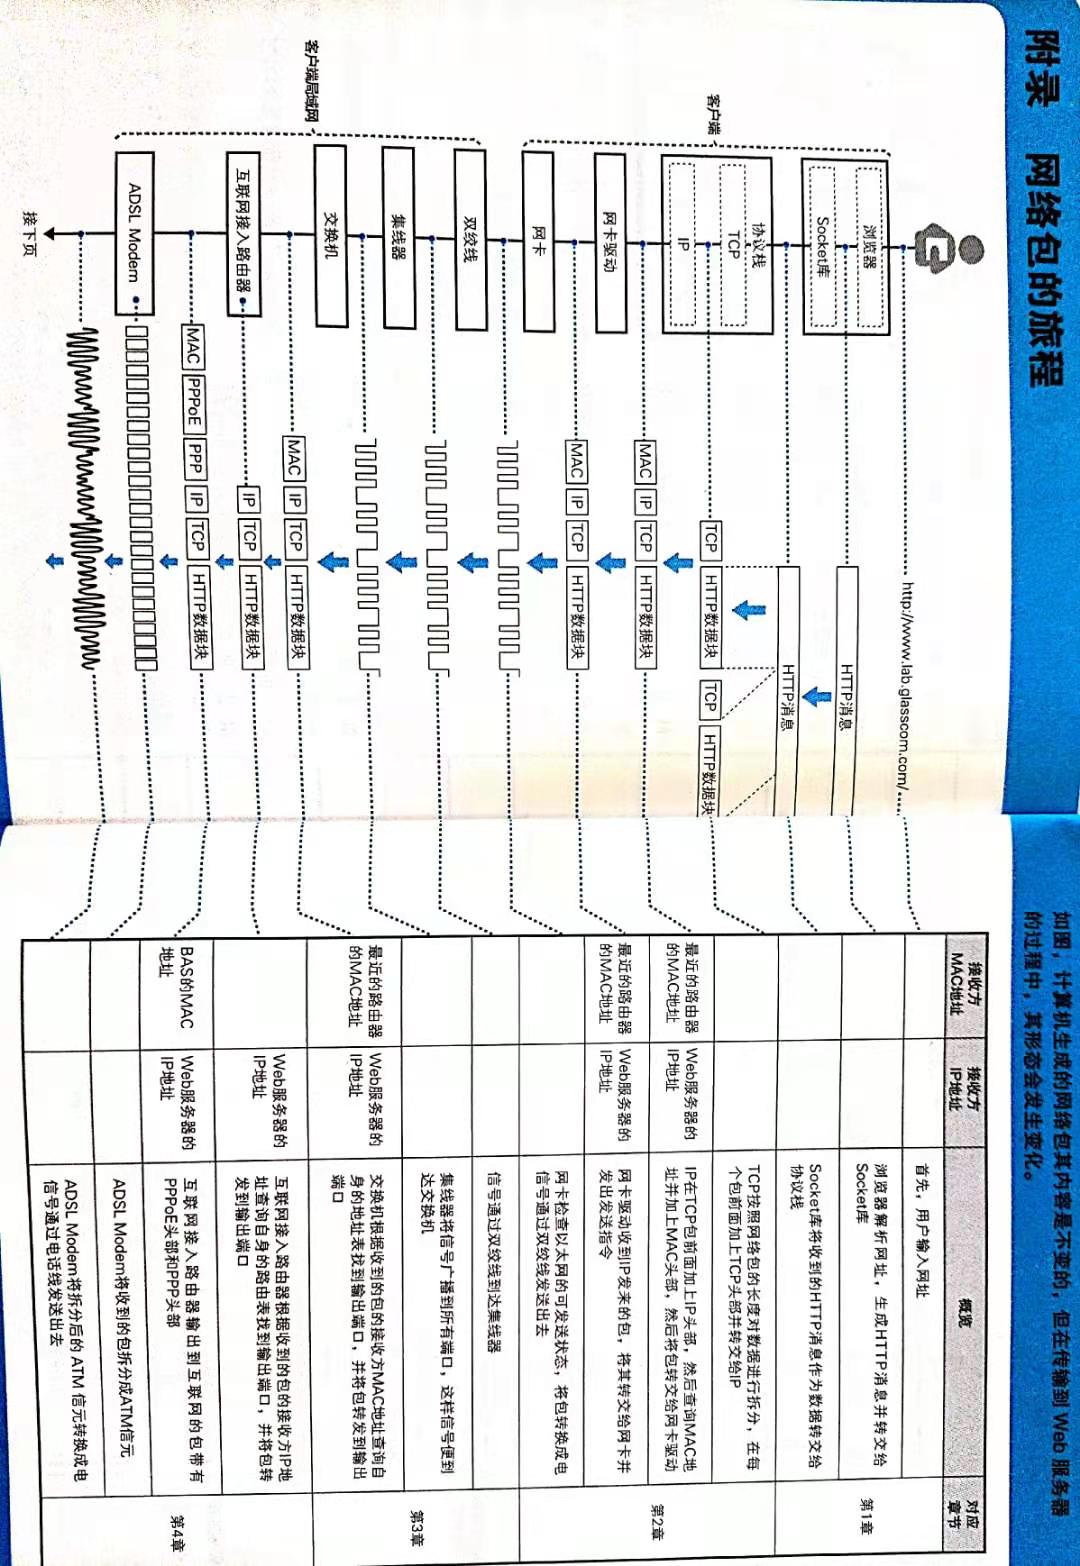 附录 网络包的旅程
http://www.lab.glasscom.com/
浏览器
HTTP消息
Socket库
HTTP消息
协议栈
TCP
客户端
TCP HTTP数据块 TCP HTTP数据块
IP
MAC IP TCP HTTP数据块
网卡驱动
MAC IP TCP HTTP数据块
网卡
双绞线
集线器
交换机
客户端局域网
MAC IP TCP HTTP数据块
互联网接入路由器
IP TCP HTTP数据块
MAC PPPoE PPP IP TCP HTTP数据块
ADSL Modem
接下页
如图，计算机生成的网络包其内容是不变的，但在传输到 Web 服务器
的过程中，其形态会发生变化。
接收方
MAC地址
接收方
IP地址
概览
对应
章节
首先，用户输入网址
浏览器解析网址，生成HTTP消息并转交给
Socket库
第1章
Socket库将收到的HTTP消息作为数据转交给
协议栈
TCP按照网络包的长度对数据进行拆分，在每
个包前面加上TCP头部并转交给IP
最近的路由器
的MAC地址
Web服务器的
IP地址
IP在TCP包前面加上IP头部，然后查询MAC地
址并加上MAC头部，然后将包转交给网卡驱动
第2章
最近的路由器
的MAC地址
Web服务器的
IP地址
网卡驱动收到IP发来的包，将其转交给网卡并
发出发送指令
网卡检查以太网的可发送状态，将包转换成电
信号通过双绞线发送出去
信号通过双绞线到达集线器
集线器将信号广播到所有端口，这样信号便到
达交换机
第3章
最近的路由器
的MAC地址
Web服务器的
IP地址
交换机根据收到的包的接收方MAC地址查询自
身的地址表找到输出端口，并将包转发到输出
端口
Web服务器的
IP地址
互联网接入路由器根据收到的包的接收方IP地
址查询自身的路由表找到输出端口，并将包转
发到输出端口
BAS的MAC
地址
Web服务器的
IP地址
互联网接入路由器输出到互联网的包带有
PPPoE头部和PPP头部
第4章
ADSL Modem将收到的包拆分成ATM信元
ADSL Modem将拆分后的 ATM 信元转换成电
信号通过电话线发送出去